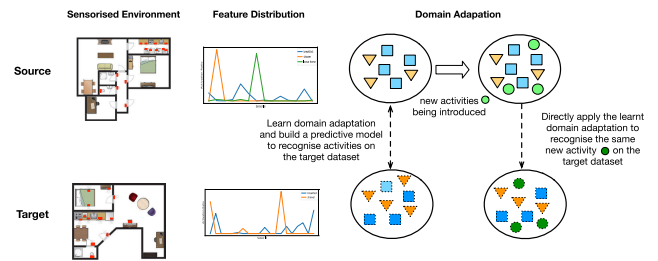 Sensorised Environment
Feature Distribution
Domain Adapation
Source
new activities
being introduced
Learn domain adaptation
and build a predictive model
to recognise activities on
the target dataset
Directly apply the learnt
domain adaptation to
recognise the same
new activity on the
target dataset
Target